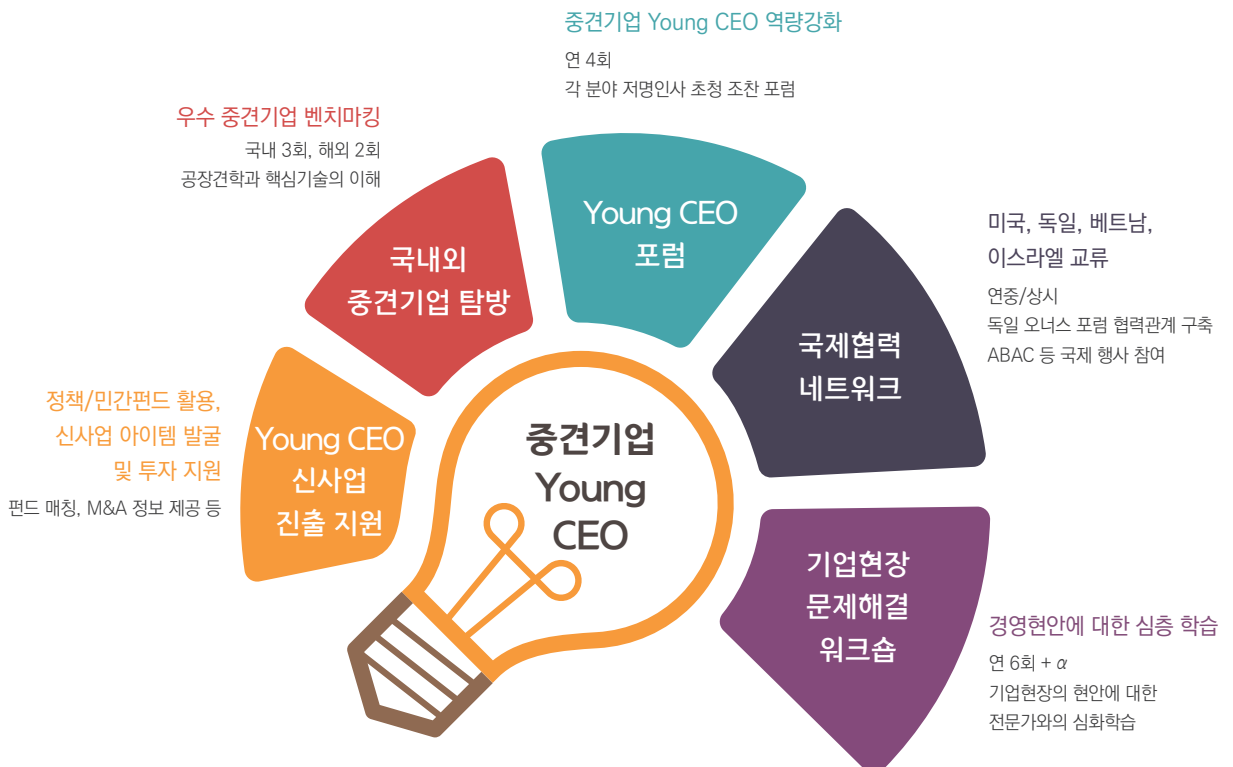 중견기업 Young CEO 역량강화
연 4회
각 분야 저명인사 초청 조찬 포럼
우수 중견기업 벤치마킹
국내 3회, 해외 2회
공장견학과 핵심기술의 이해
Young CEO
포럼
국내외
중견기업 탐방
미국, 독일, 베트남,
이스라엘 교류
연중/상시
독일 오너스 포럼 협력관계 구축
ABAC 등 국제 행사 참여
국제협력
네트워크
정책/민간펀드 활용,
신사업 아이템 발굴
및 투자 지원
펀드 매칭, M&A 정보 제공 등
Young CEO
신사업
진출 지원
중견기업
Young
CEO
기업현장
문제해결
워크숍
경영현안에 대한 심층 학습
연 6회 + α
기업현장의 현안에 대한
전문가와의 심화학습